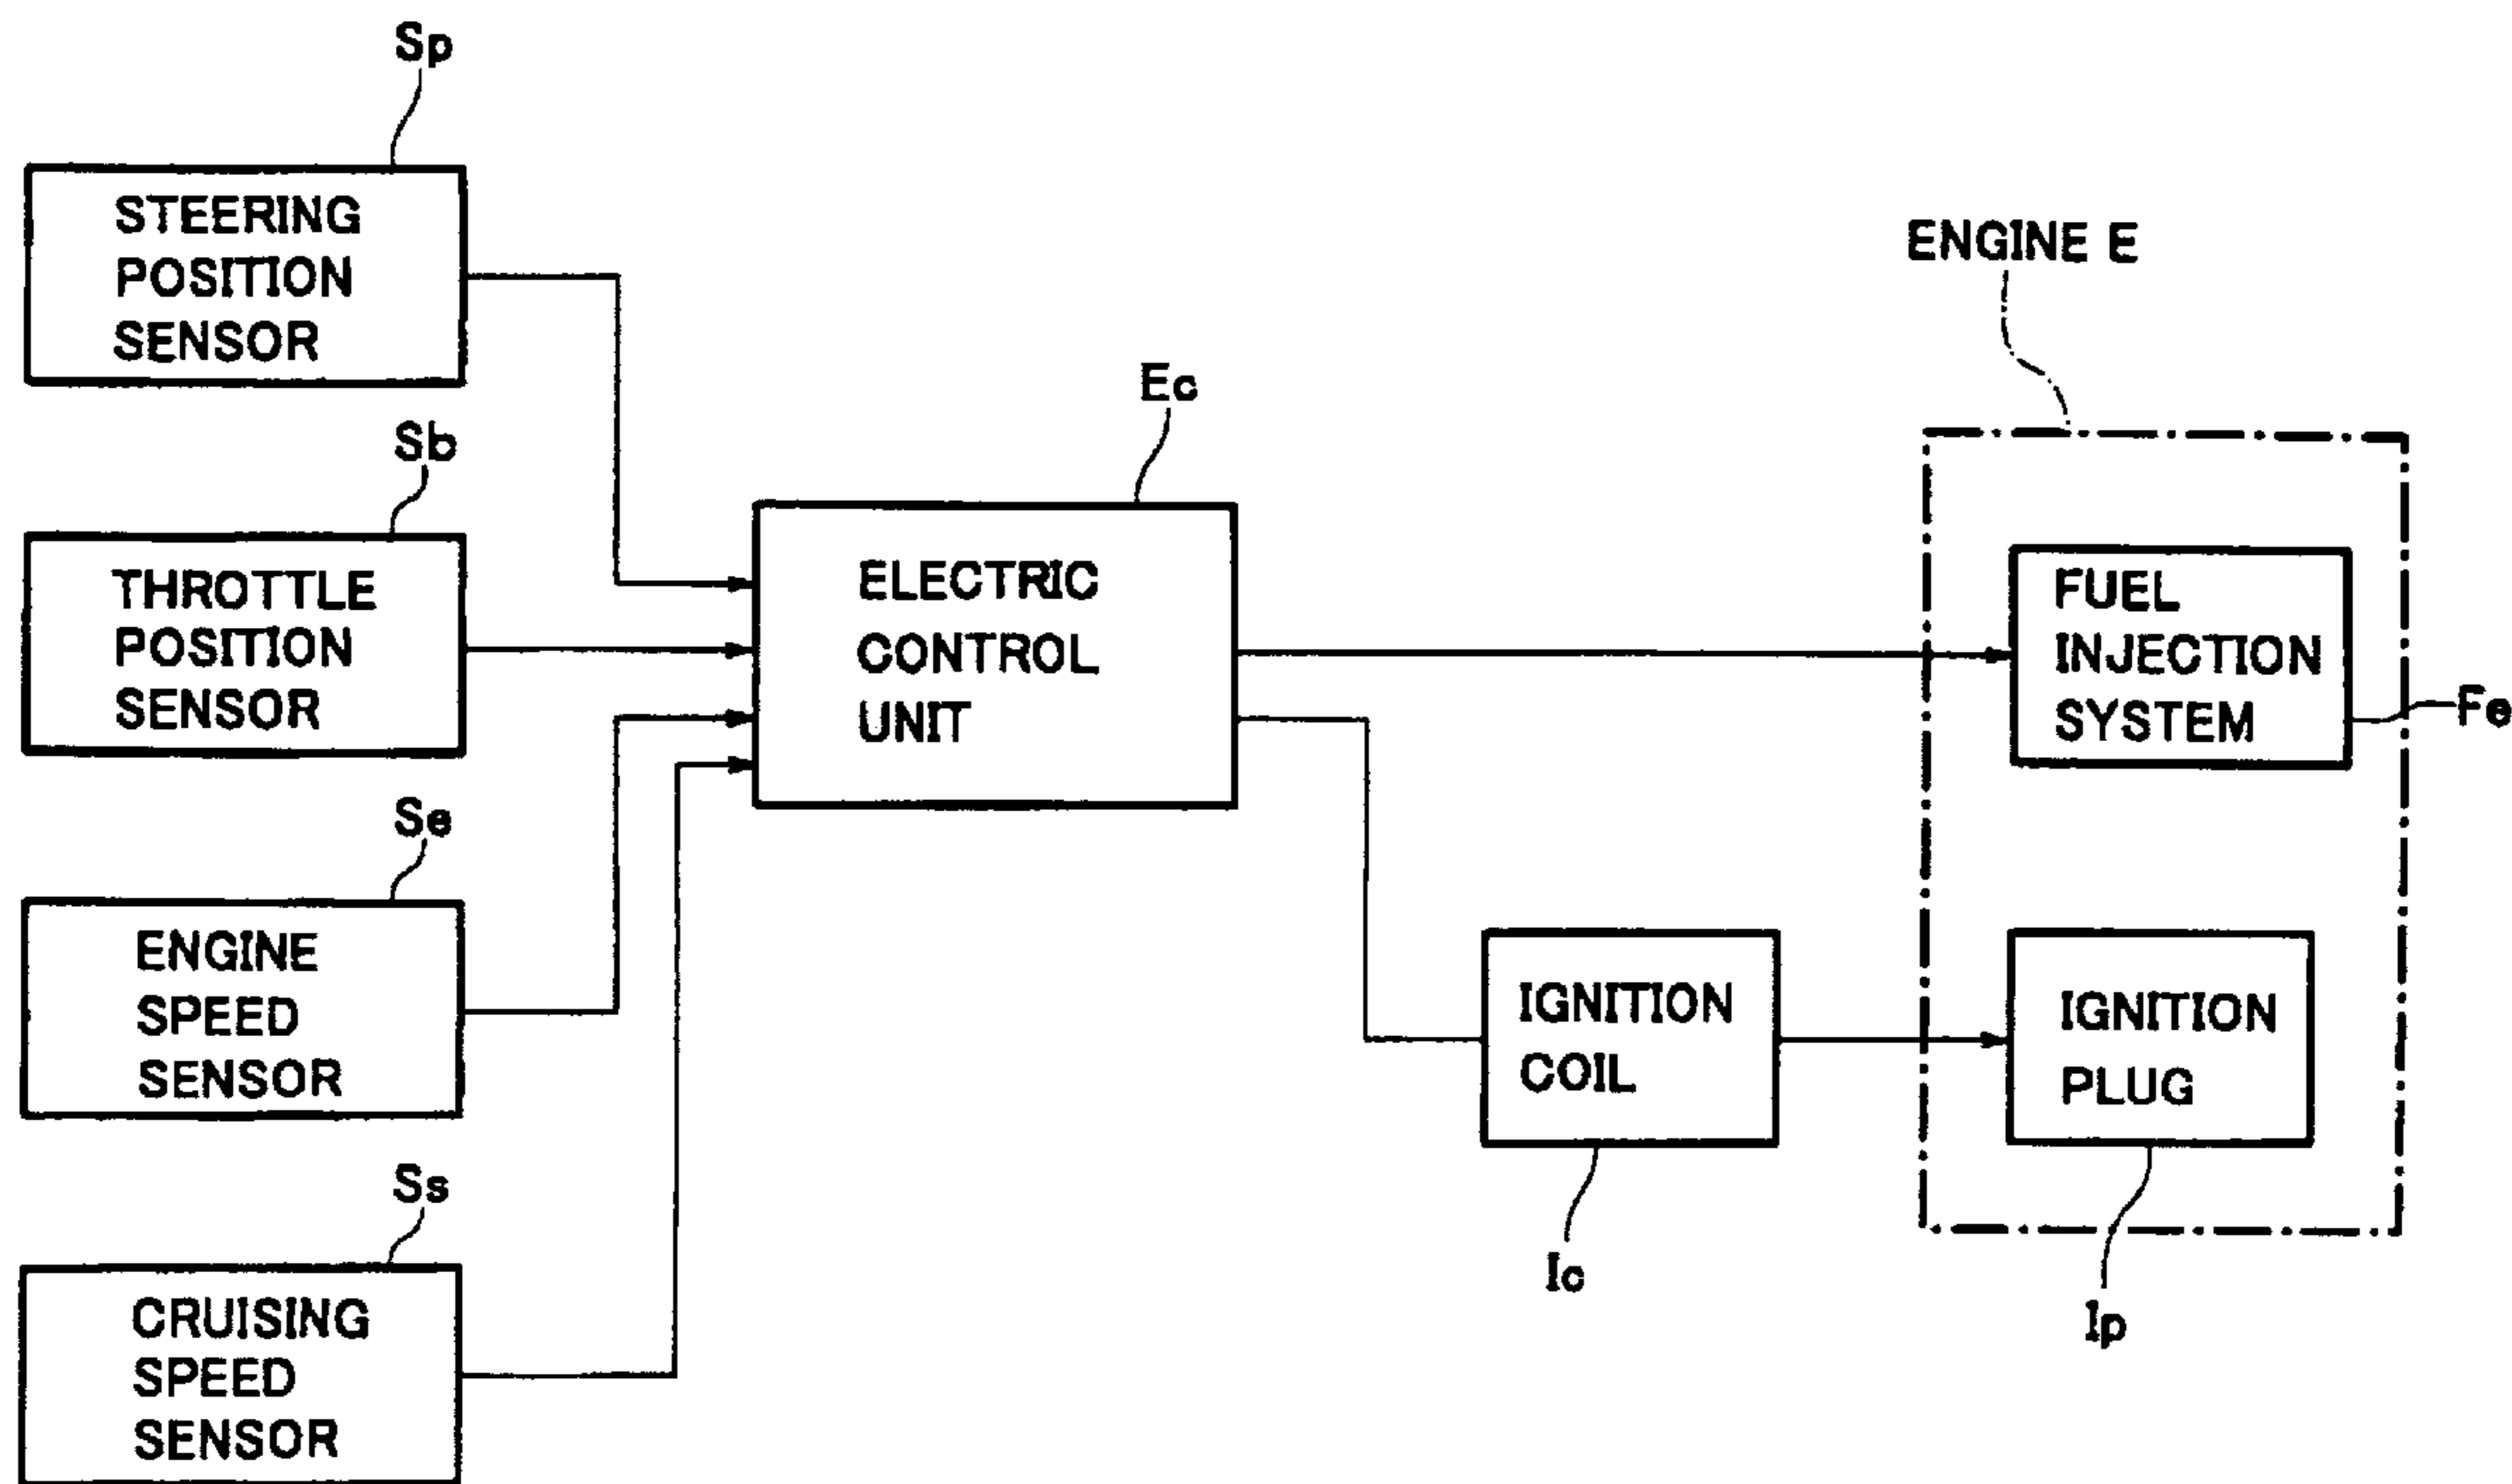 Sp
STEERING
POSITION
SENSOR
Sb
THROTTLE
POSITION
SENSOR
Se
ENGINE
SPEED
SENSOR
Ss
CRUISING
SPEED
SENSOR
Ec
ELECTRIC
CONTROL
UNIT
IGNITION
COIL
Ic
ENGINE E
FUEL
INJECTION
SYSTEM
Fe
IGNITION
PLUG
Ip